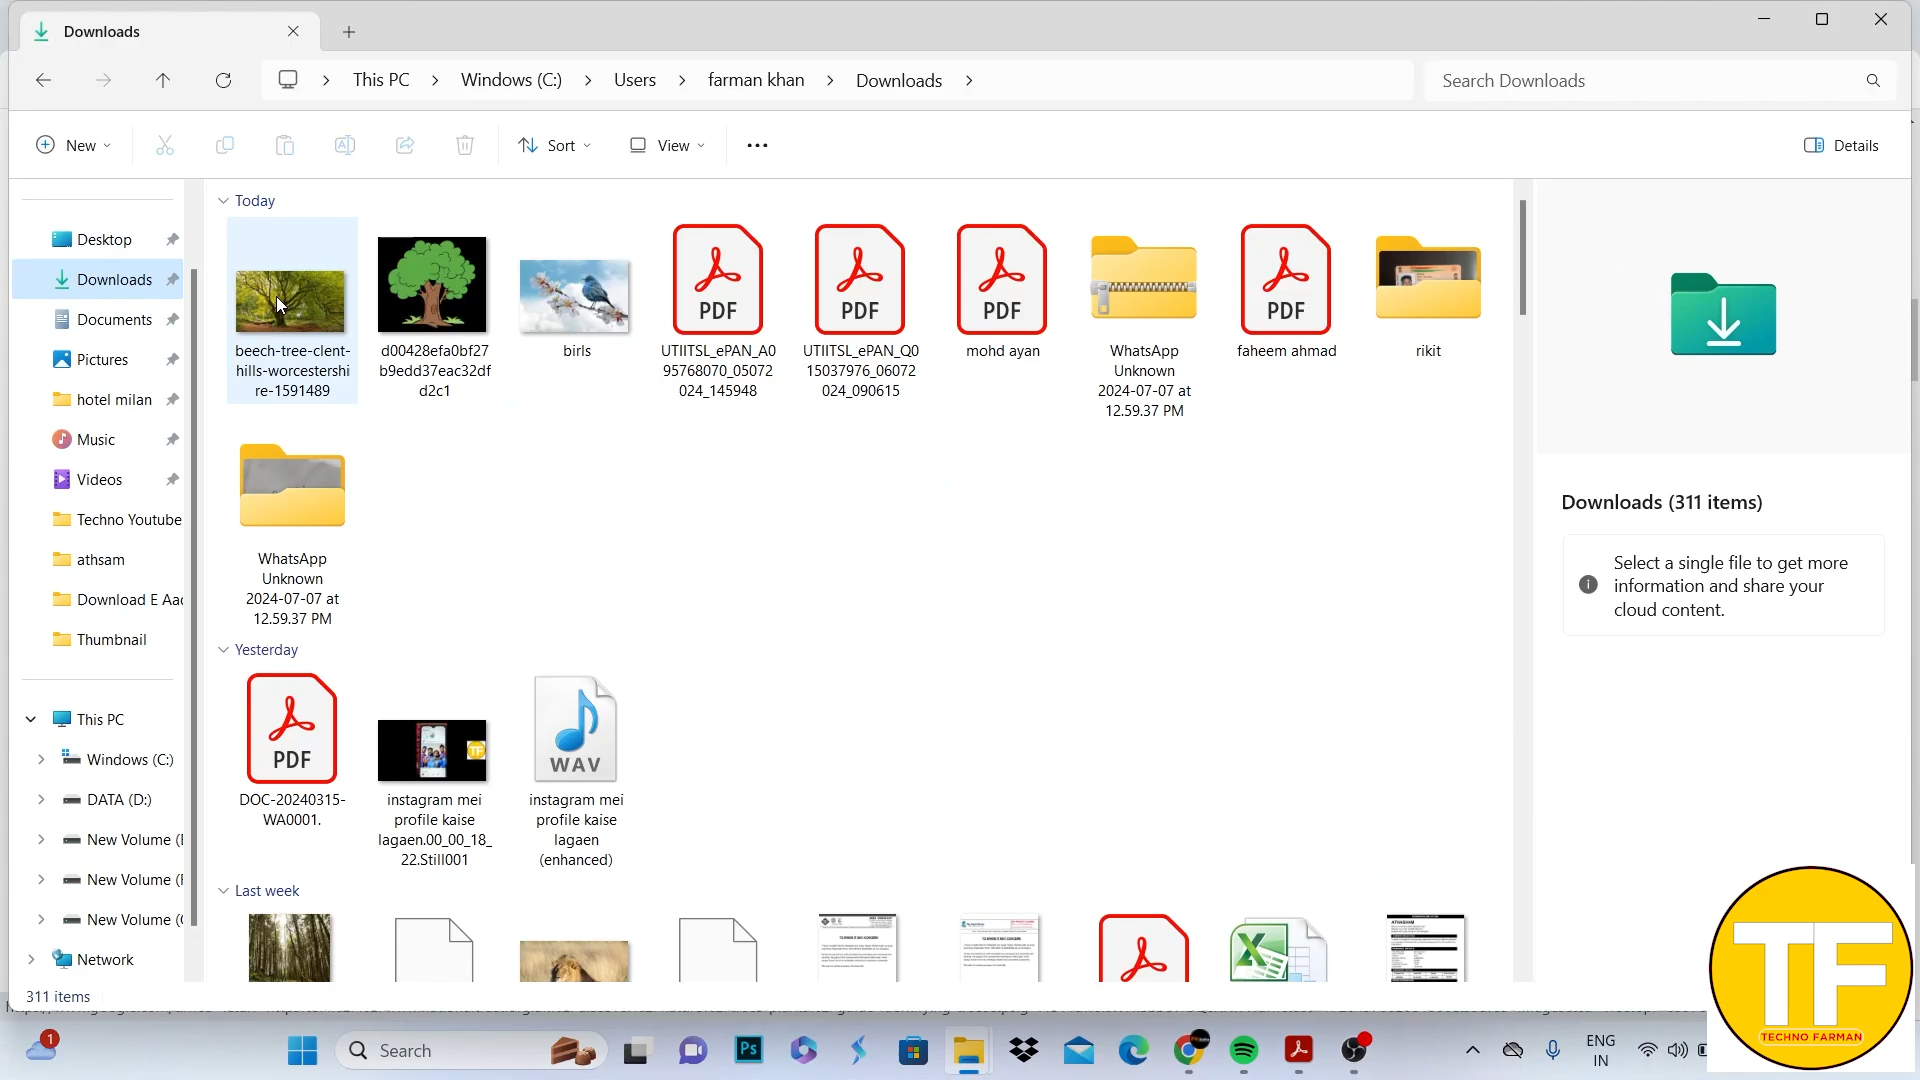 Downloads
This PC
Windows (C:)
Users
farman khan
Downloads
Search Downloads
New
Sort
View
Details
Desktop
Downloads
Documents
Pictures
hotel milan
Music
Videos
Techno Youtube
athsam
Download E Aac
Thumbnail
This PC
Windows (C:)
DATA (D:)
New Volume (
New Volume (
New Volume (
Network
311 items
Today
beech-tree-clent-
hills-worcestershi
re-1591489
d00428efa0bf27
b9edd37eac32df
d2c1
birls
PDF
UTIITSL_ePAN_A0
95768070_05072
024_145948
PDF
UTIITSL_ePAN_Q0
15037976_06072
024_090615
PDF
mohd ayan
WhatsApp
Unknown
2024-07-07 at
12.59.37 PM
PDF
faheem ahmad
rikit
WhatsApp
Unknown
2024-07-07 at
12.59.37 PM
Yesterday
PDF
DOC-20240315-
WA0001.
TF
instagram mei
profile kaise
lagaen.00_00_18_
22.Still001
WAV
instagram mei
profile kaise
lagaen
(enhanced)
Last week
Downloads (311 items)
Select a single file to get more
information and share your
cloud content.
1
Search
Ps
ENG
IN
TF
TECHNO FARMAN